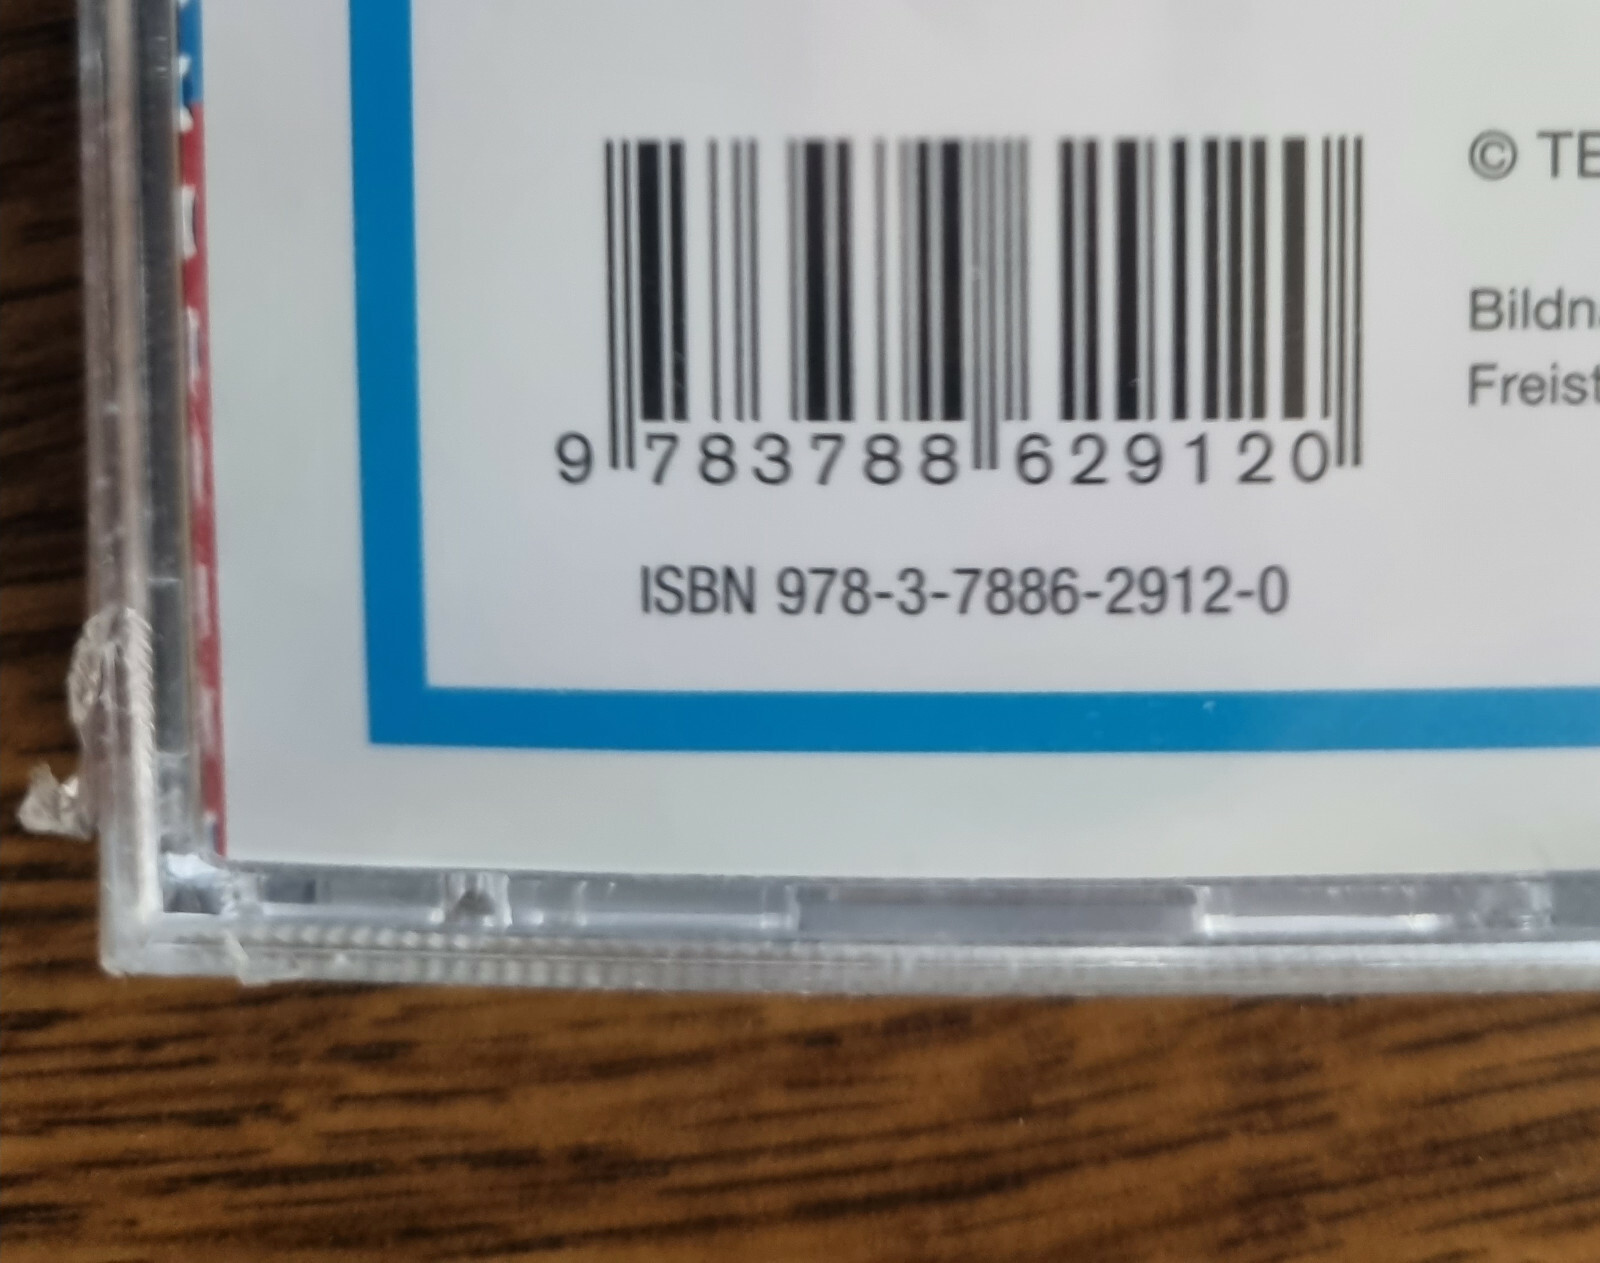 © TE
Bildn
Freist
9 783788 629120
ISBN 978-3-7886-2912-0